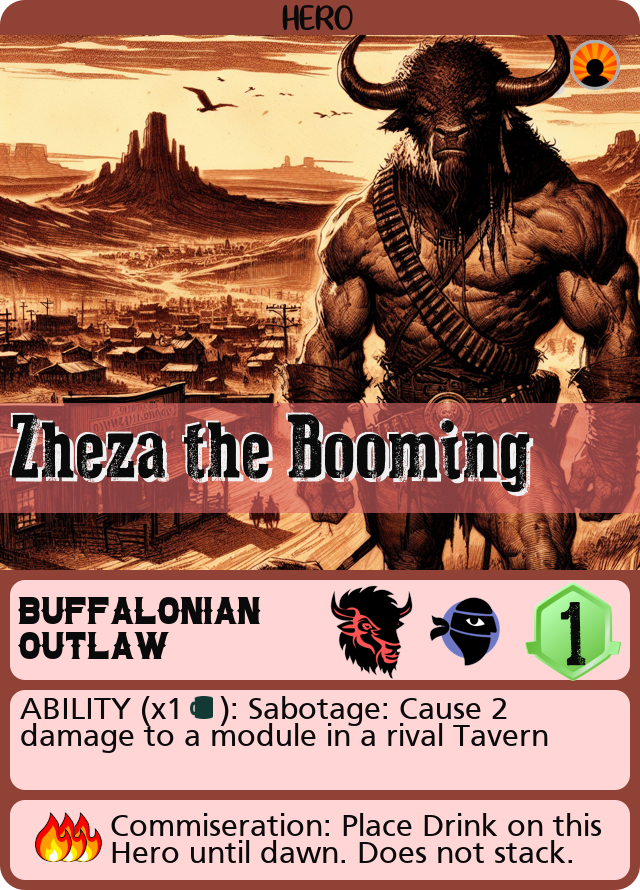 HERO
Zheza the Booming
BUFFALONIAN
OUTLAW
1
ABILITY (x1 ): Sabotage: Cause 2
damage to a module in a rival Tavern
Commiseration: Place Drink on this
Hero until dawn. Does not stack.